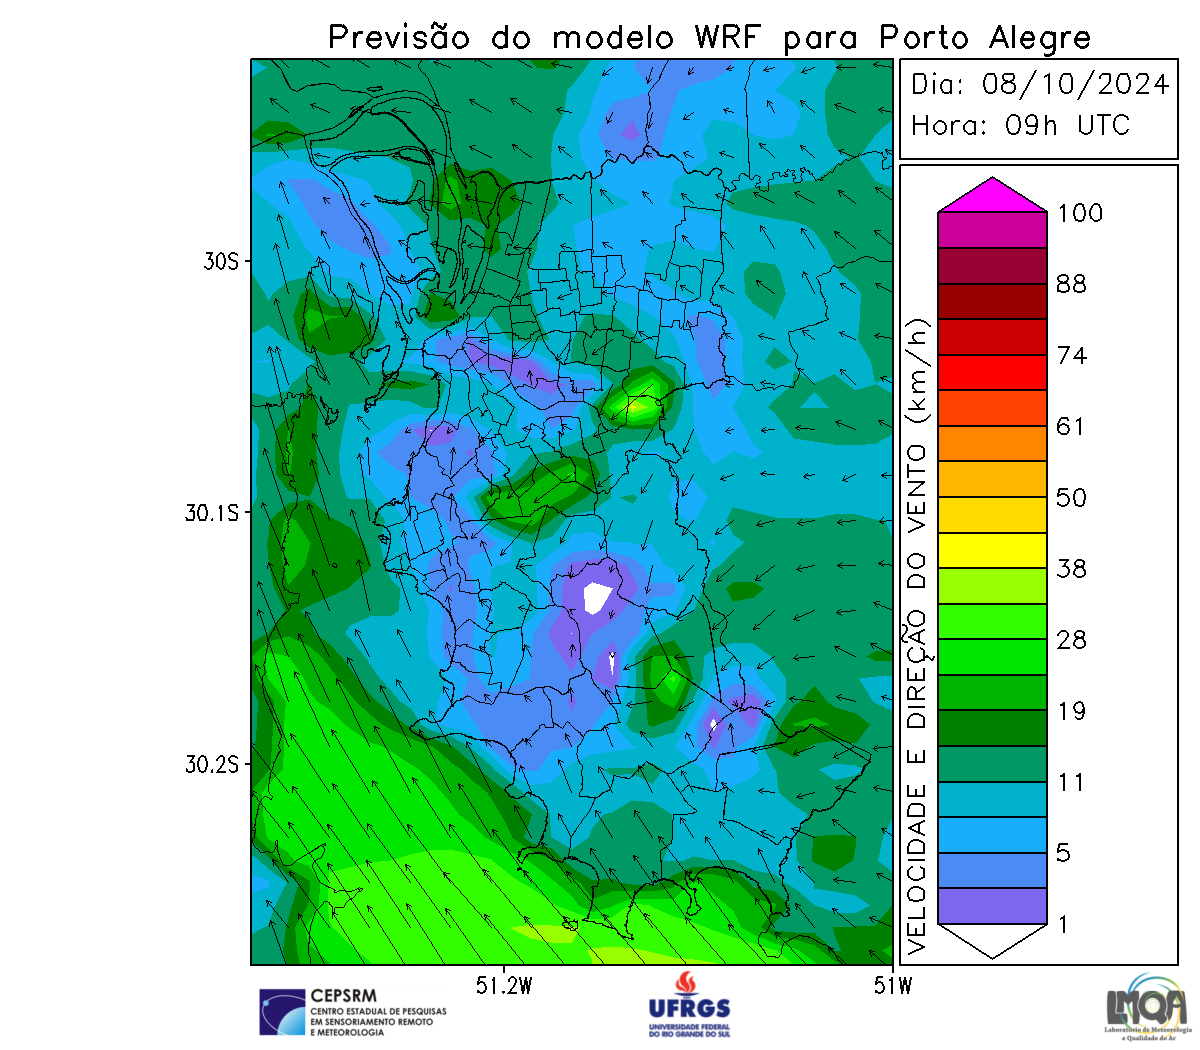 Previsão do modelo WRF para Porto Alegre
Dia: 08/10/2024
Hora: 09h UTC
100
88
74
61
50
38
28
19
11
5
1
VELOCIDADE E DIREÇÃO DO VENTO (km/h)
30S
30.1S
30.2S
51.2W
51W
CEPSRM
CENTRO ESTADUAL DE PESQUISAS
EM SENSORIAMENTO REMOTO
E METEOROLOGIA
UFRGS
UNIVERSIDADE FEDERAL
DO RIO GRANDE DO SUL
LMQA
Laboratório de Meteorologia
e Qualidade do Ar